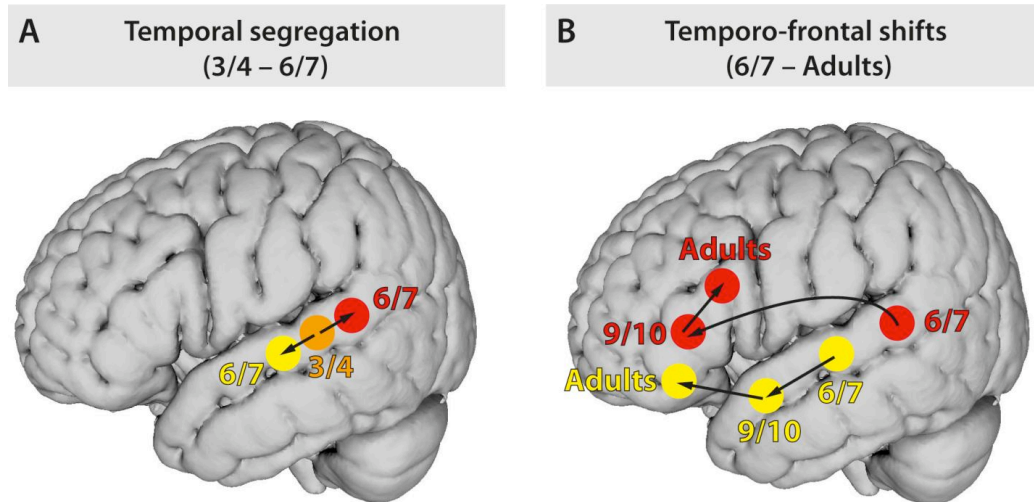 A
Temporal segregation
(3/4 – 6/7)
6/7
3/4
6/7
B
Temporo-frontal shifts
(6/7 – Adults)
Adults
9/10
6/7
Adults
6/7
9/10